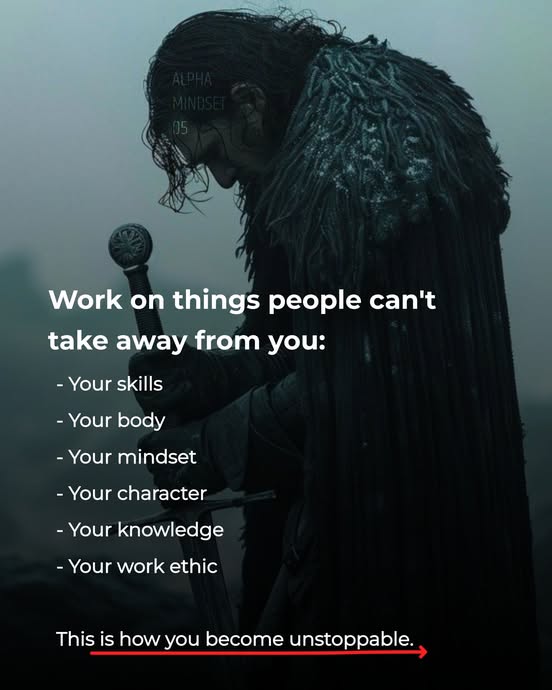 ALPHA
MINDSET
05
Work on things people can't
take away from you:
- Your skills
- Your body
- Your mindset
- Your character
- Your knowledge
- Your work ethic
This is how you become unstoppable.